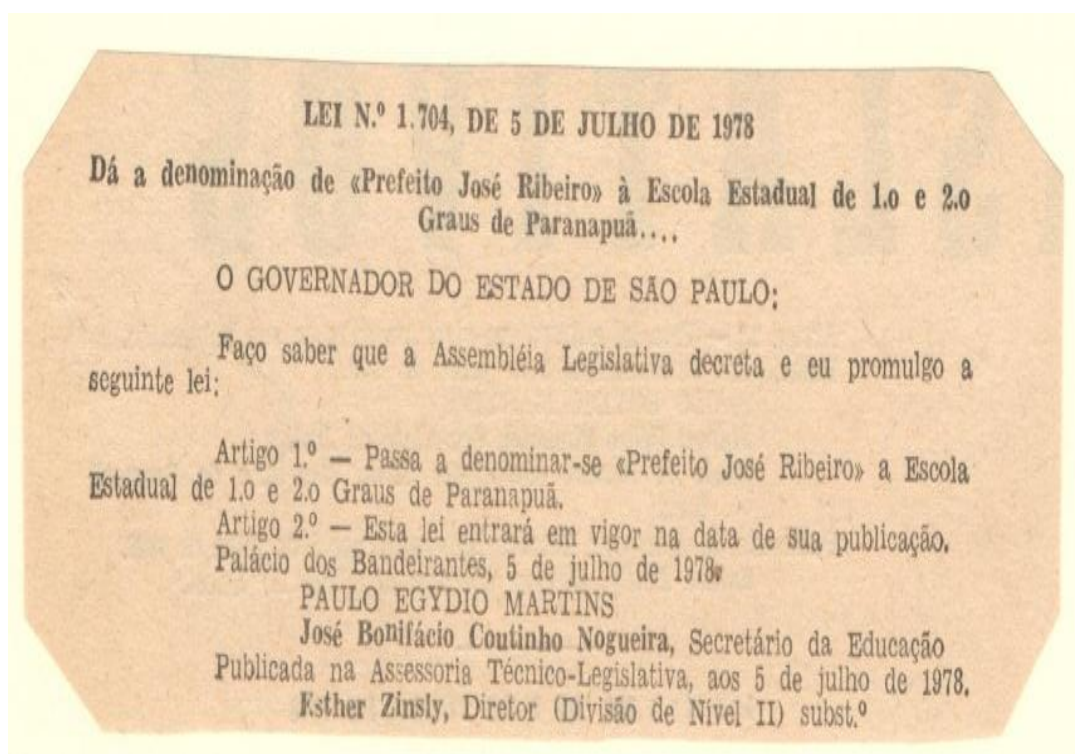 LEI N.º 1.704, DE 5 DE JULHO DE 1978
Dá a denominação de «Prefeito José Ribeiro» à Escola Estadual de 1.o e 2.o
Graus de Paranapuã....
O GOVERNADOR DO ESTADO DE SÃO PAULO:
Faço saber que a Assembléia Legislativa decreta e eu promulgo a
seguinte lei:
Artigo 1.º — Passa a denominar-se «Prefeito José Ribeiro» a Escola
Estadual de 1.o e 2.o Graus de Paranapuã.
Artigo 2.º — Esta lei entrará em vigor na data de sua publicação.
Palácio dos Bandeirantes, 5 de julho de 1978.
PAULO EGYDIO MARTINS
José Bonifácio Coutinho Nogueira, Secretário da Educação
Publicada na Assessoria Técnico-Legislativa, aos 5 de julho de 1978.
Esther Zinsly, Diretor (Divisão de Nível II) subst.º